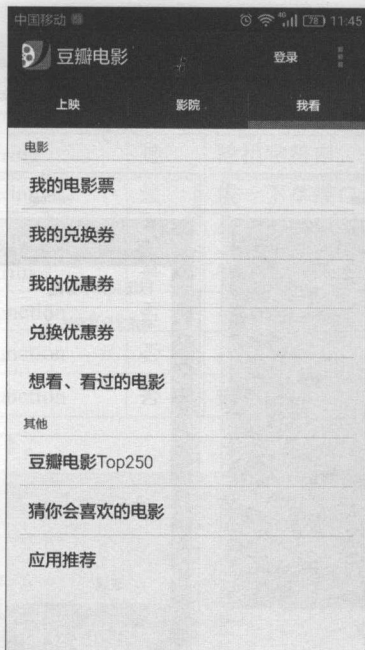 中国移动 4G 78 11:45
豆瓣电影 登录
上映 影院 我看
电影
我的电影票
我的兑换券
我的优惠券
兑换优惠券
想看、看过的电影
其他
豆瓣电影Top250
猜你会喜欢的电影
应用推荐